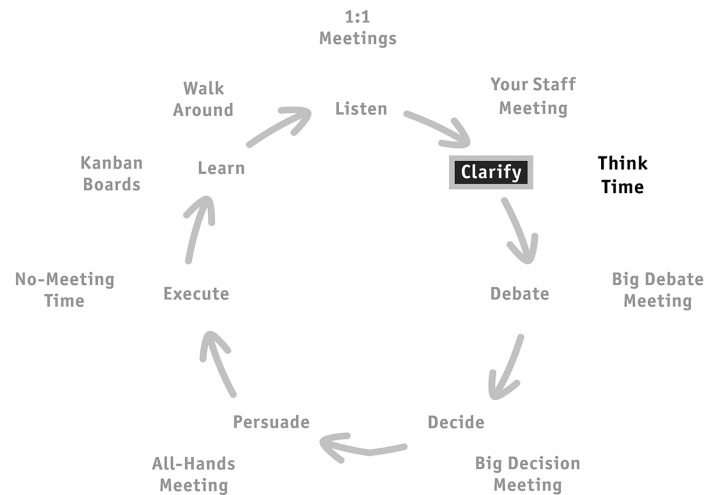 1:1
Meetings
Walk
Around
Listen
Your Staff
Meeting
Kanban
Boards
Learn
Clarify
Think
Time
No-Meeting
Time
Execute
Debate
Big Debate
Meeting
Persuade
Decide
All-Hands
Meeting
Big Decision
Meeting